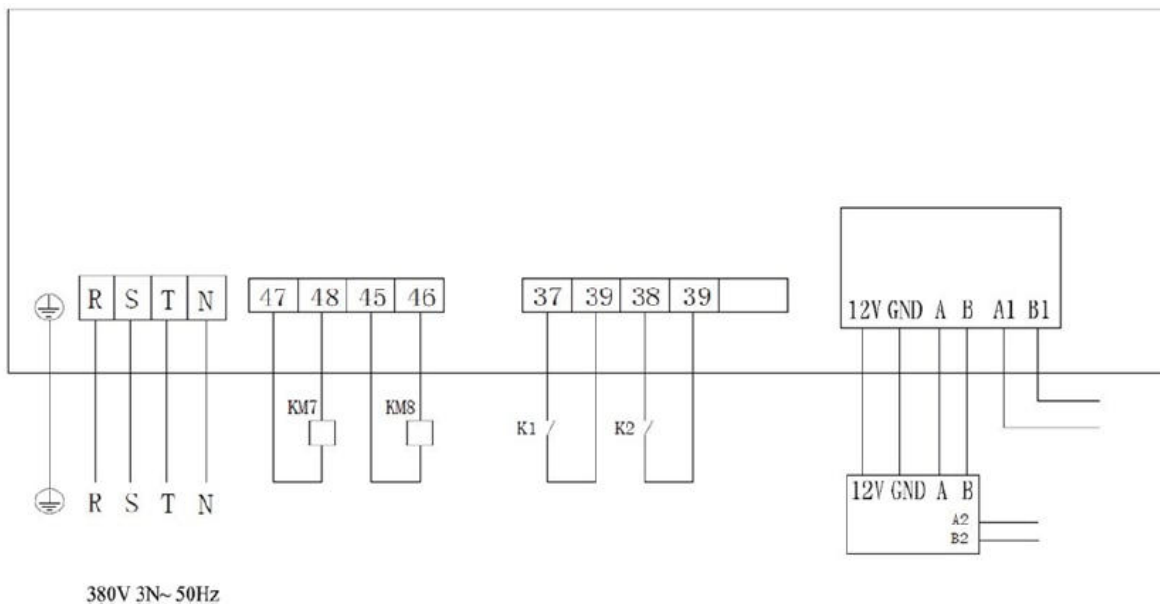 R S T N
47 48 45 46
37 39 38 39
12V GND A B A1 B1
KM7
KM8
K1
K2
R S T N
12V GND A B
A2
B2
380V 3N~ 50Hz